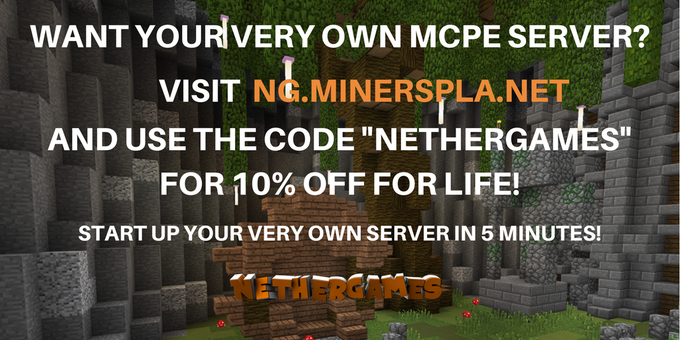 WANT YOUR VERY OWN MCPE SERVER?
VISIT NG.MINERSPLA.NET
AND USE THE CODE "NETHERGAMES"
FOR 10% OFF FOR LIFE!
START UP YOUR VERY OWN SERVER IN 5 MINUTES!
NETHERGAMES